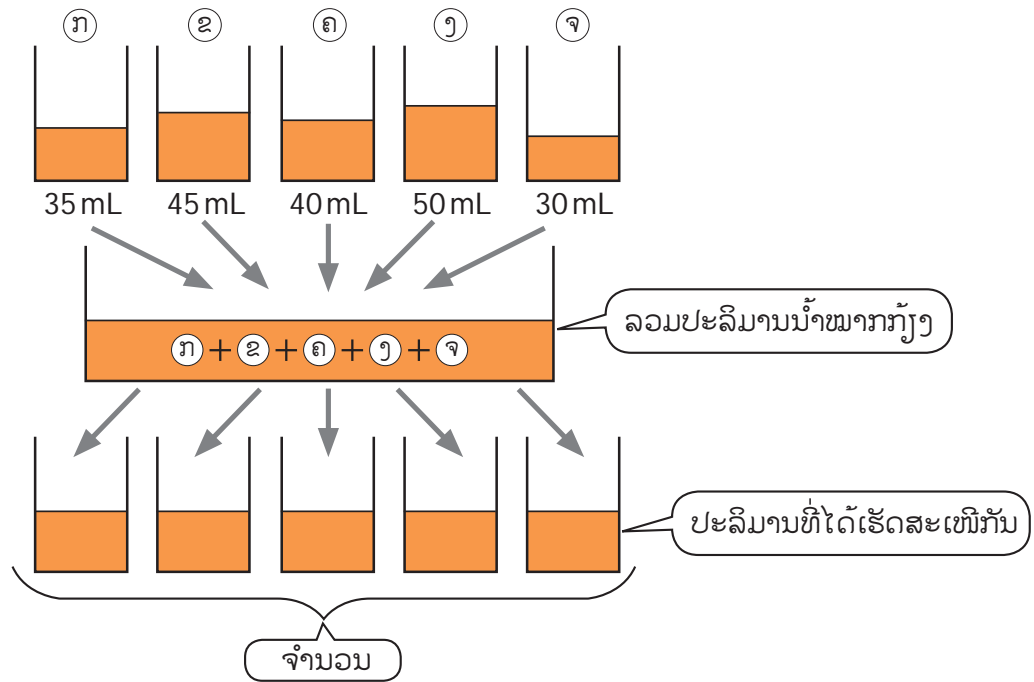 ກ ຂ ຄ ງ ຈ
35 mL 45 mL 40 mL 50 mL 30 mL
ລວມປະລິມານນ້ຳໝາກກ້ຽງ
ກ + ຂ + ຄ + ງ + ຈ
ປະລິມານທີ່ໄດ້ເຮັດສະເໝີກັນ
ຈຳນວນ